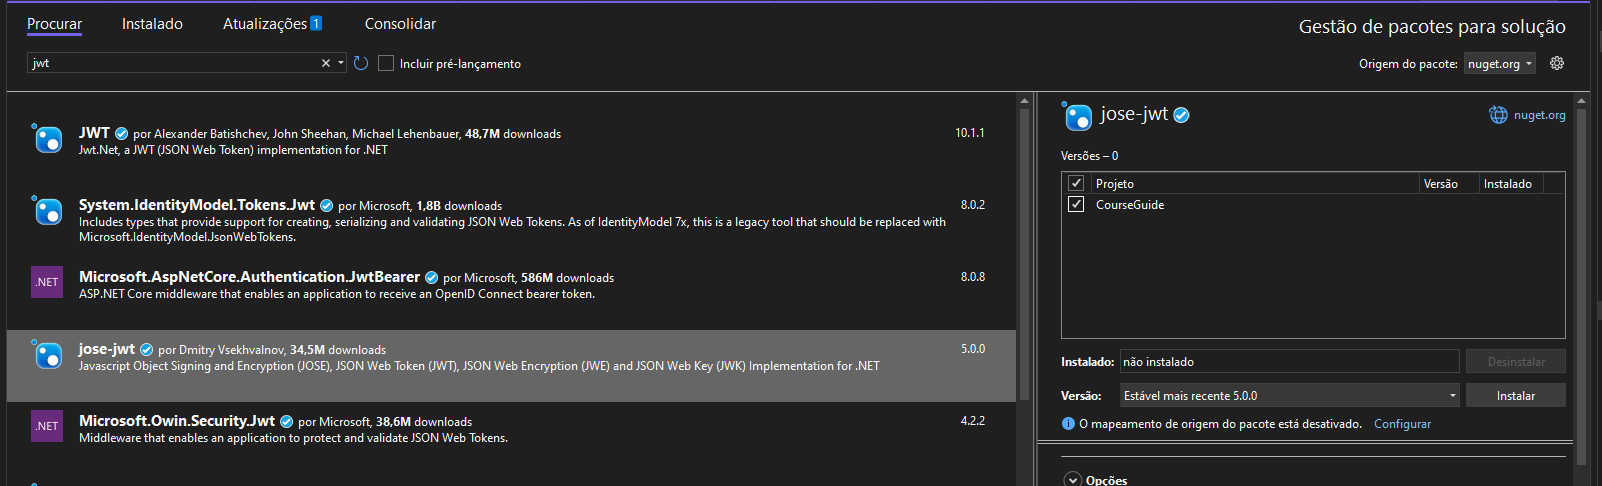 Procurar Instalado Atualizações 1 Consolidar
Gestão de pacotes para solução
jwt
Incluir pré-lançamento
Origem do pacote: nuget.org
JWT por Alexander Batishchev, John Sheehan, Michael Lehenbauer, 48,7M downloads 10.1.1
Jwt.Net, a JWT (JSON Web Token) implementation for .NET
System.IdentityModel.Tokens.Jwt por Microsoft, 1,8B downloads 8.0.2
Includes types that provide support for creating, serializing and validating JSON Web Tokens. As of IdentityModel 7x, this is a legacy tool that should be replaced with
Microsoft.IdentityModel.JsonWebTokens.
.NET
Microsoft.AspNetCore.Authentication.JwtBearer por Microsoft, 586M downloads 8.0.8
ASP.NET Core middleware that enables an application to receive an OpenID Connect bearer token.
jose-jwt por Dmitry Vsekhvalnov, 34,5M downloads 5.0.0
Javascript Object Signing and Encryption (JOSE), JSON Web Token (JWT), JSON Web Encryption (JWE) and JSON Web Key (JWK) Implementation for .NET
.NET
Microsoft.Owin.Security.Jwt por Microsoft, 38,6M downloads 4.2.2
Middleware that enables an application to protect and validate JSON Web Tokens.
jose-jwt
nuget.org
Versões – 0
Projeto Versão Instalado
CourseGuide
Instalado: não instalado Desinstalar
Versão: Estável mais recente 5.0.0 Instalar
O mapeamento de origem do pacote está desativado. Configurar
Opções